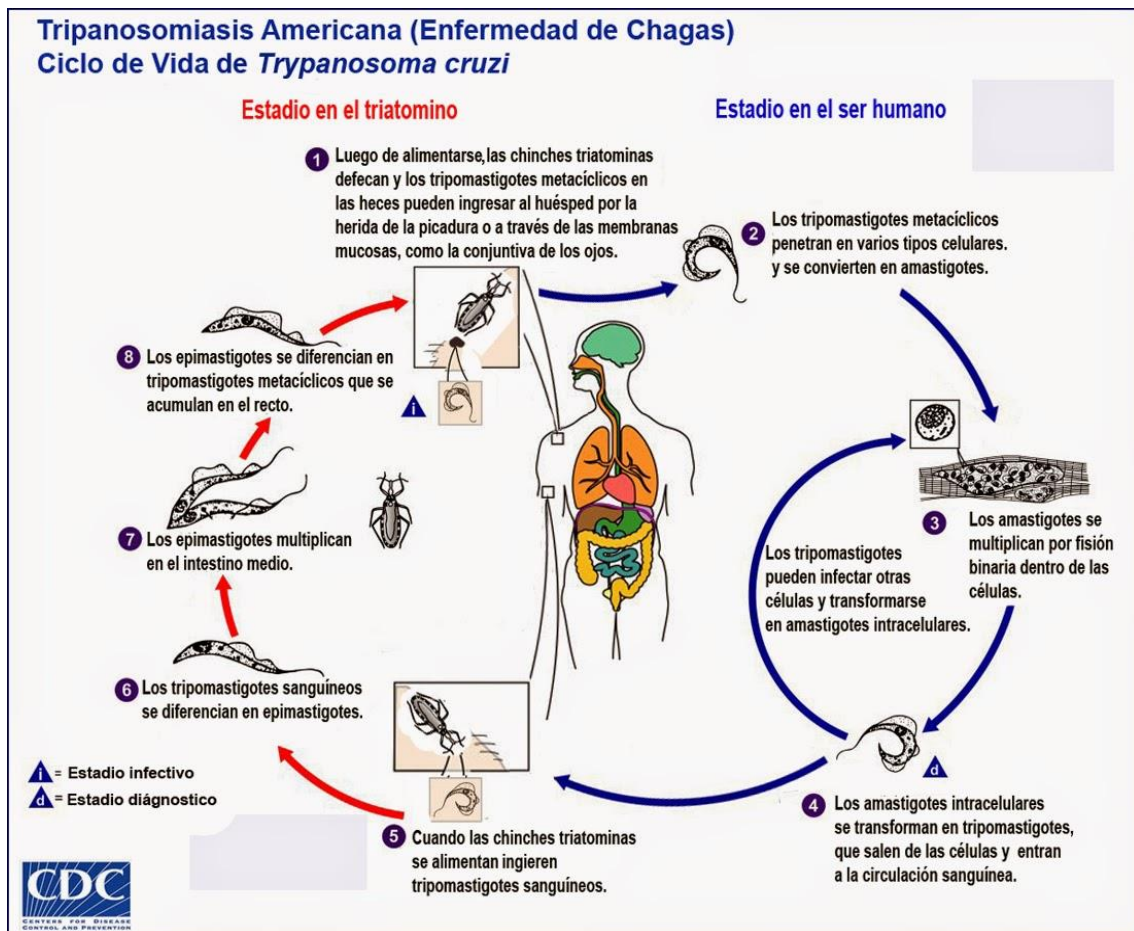 Tripanosomiasis Americana (Enfermedad de Chagas)
Ciclo de Vida de Trypanosoma cruzi
Estadio en el triatomino
Estadio en el ser humano
1 Luego de alimentarse,las chinches triatominas
defecan y los tripomastigotes metacíclicos en
las heces pueden ingresar al huésped por la
herida de la picadura o a través de las membranas
mucosas, como la conjuntiva de los ojos.
2 Los tripomastigotes metacíclicos
penetran en varios tipos celulares.
y se convierten en amastigotes.
8 Los epimastigotes se diferencian en
tripomastigotes metacíclicos que se
acumulan en el recto.
i
3 Los amastigotes se
multiplican por fisión
binaria dentro de las
células.
7 Los epimastigotes multiplican
en el intestino medio.
Los tripomastigotes
pueden infectar otras
células y transformarse
en amastigotes intracelulares.
6 Los tripomastigotes sanguíneos
se diferencian en epimastigotes.
d
i = Estadio infectivo
d = Estadio diágnostico
4 Los amastigotes intracelulares
se transforman en tripomastigotes,
que salen de las células y entran
a la circulación sanguínea.
5 Cuando las chinches triatominas
se alimentan ingieren
tripomastigotes sanguíneos.
CDC
CENTERS FOR DISEASE
CONTROL AND PREVENTION